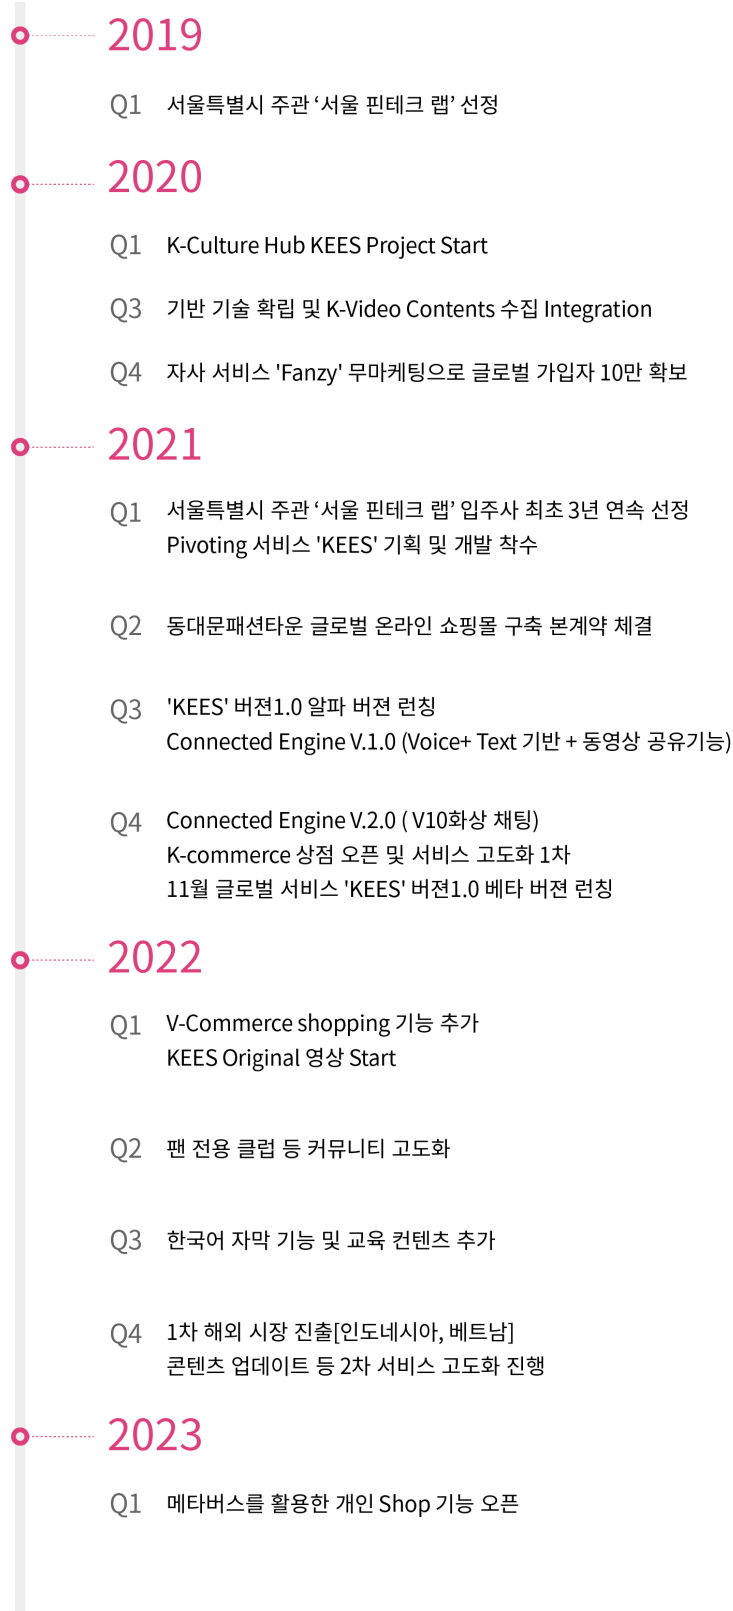 2019
Q1 서울특별시 주관 ‘서울 핀테크 랩’ 선정
2020
Q1 K-Culture Hub KEES Project Start
Q3 기반 기술 확립 및 K-Video Contents 수집 Integration
Q4 자사 서비스 'Fanzy' 무마케팅으로 글로벌 가입자 10만 확보
2021
Q1 서울특별시 주관 ‘서울 핀테크 랩’ 입주사 최초 3년 연속 선정
Pivoting 서비스 'KEES' 기획 및 개발 착수
Q2 동대문패션타운 글로벌 온라인 쇼핑몰 구축 본계약 체결
Q3 'KEES' 버젼1.0 알파 버젼 런칭
Connected Engine V.1.0 (Voice+ Text 기반 + 동영상 공유기능)
Q4 Connected Engine V.2.0 ( V10화상 채팅)
K-commerce 상점 오픈 및 서비스 고도화 1차
11월 글로벌 서비스 'KEES' 버젼1.0 베타 버젼 런칭
2022
Q1 V-Commerce shopping 기능 추가
KEES Original 영상 Start
Q2 팬 전용 클럽 등 커뮤니티 고도화
Q3 한국어 자막 기능 및 교육 컨텐츠 추가
Q4 1차 해외 시장 진출[인도네시아, 베트남]
콘텐츠 업데이트 등 2차 서비스 고도화 진행
2023
Q1 메타버스를 활용한 개인 Shop 기능 오픈